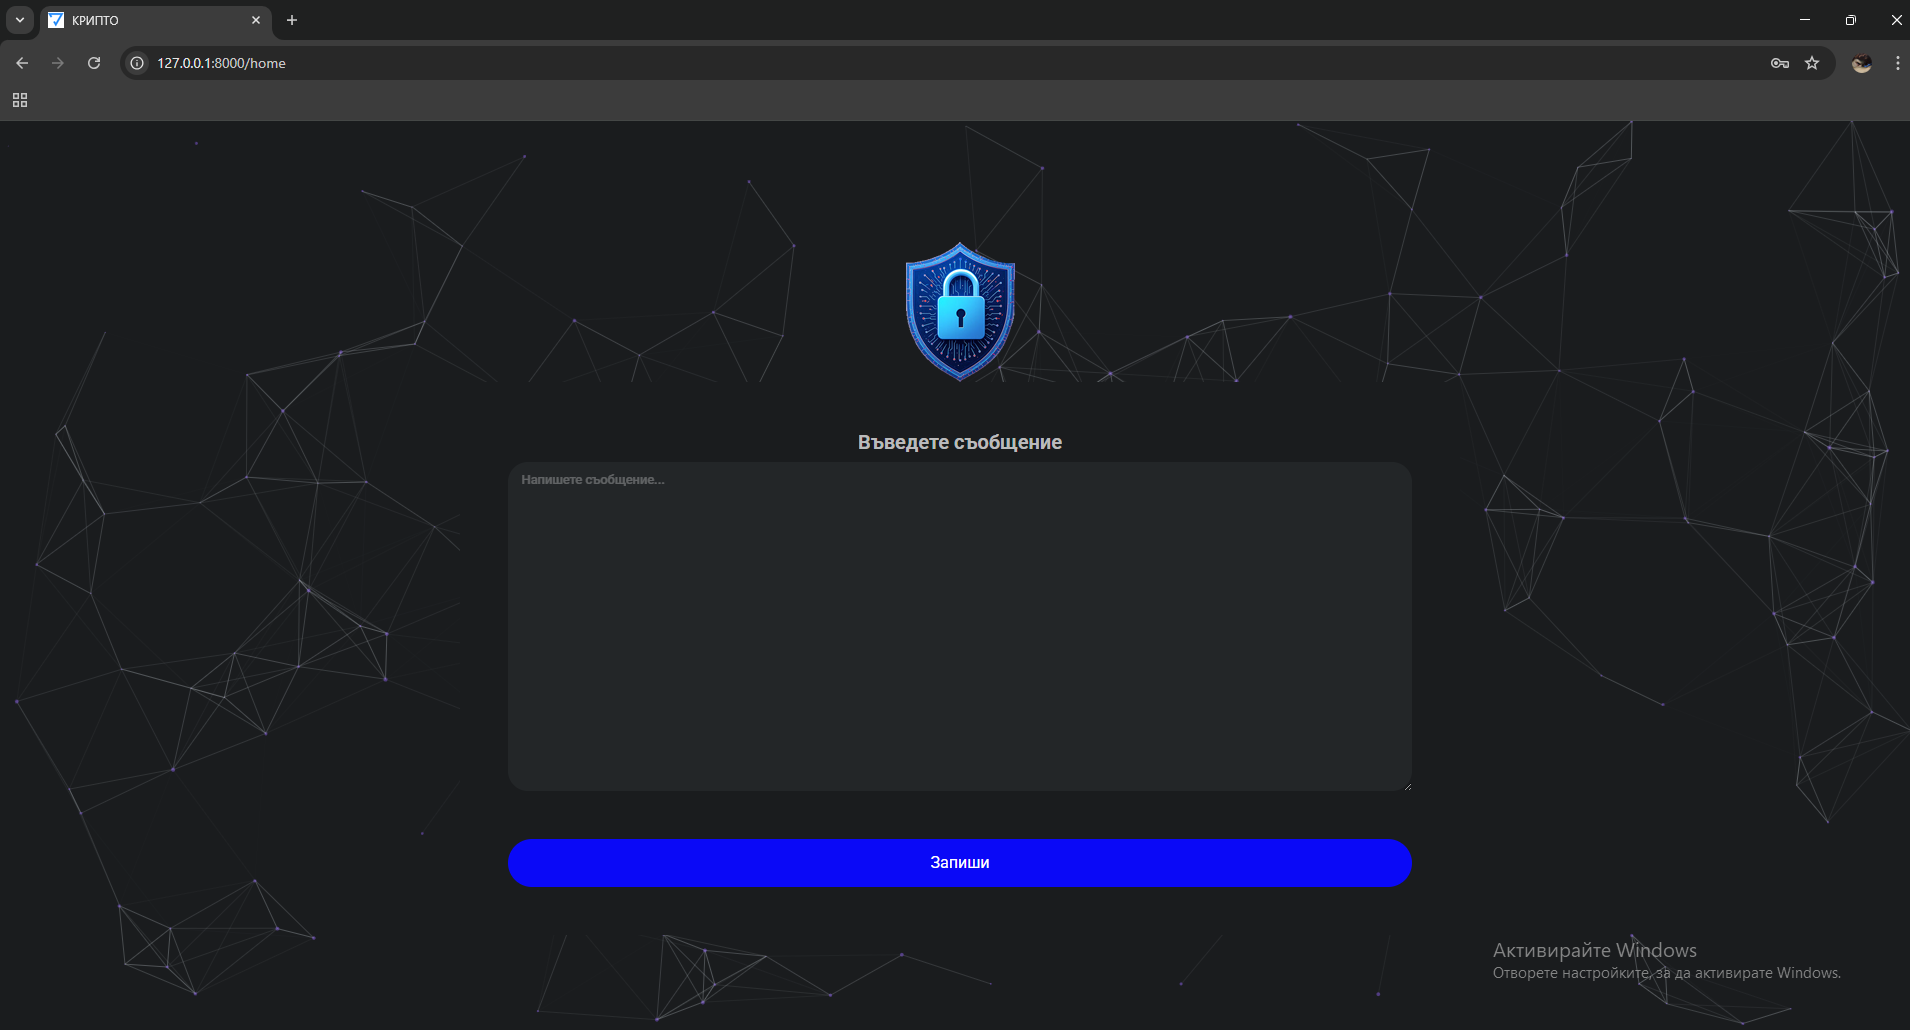 КРИПТО
127.0.0.1:8000/home
Въведете съобщение
Напишете съобщение...
Запиши
Активирайте Windows
Отворете настройките, за да активирате Windows.